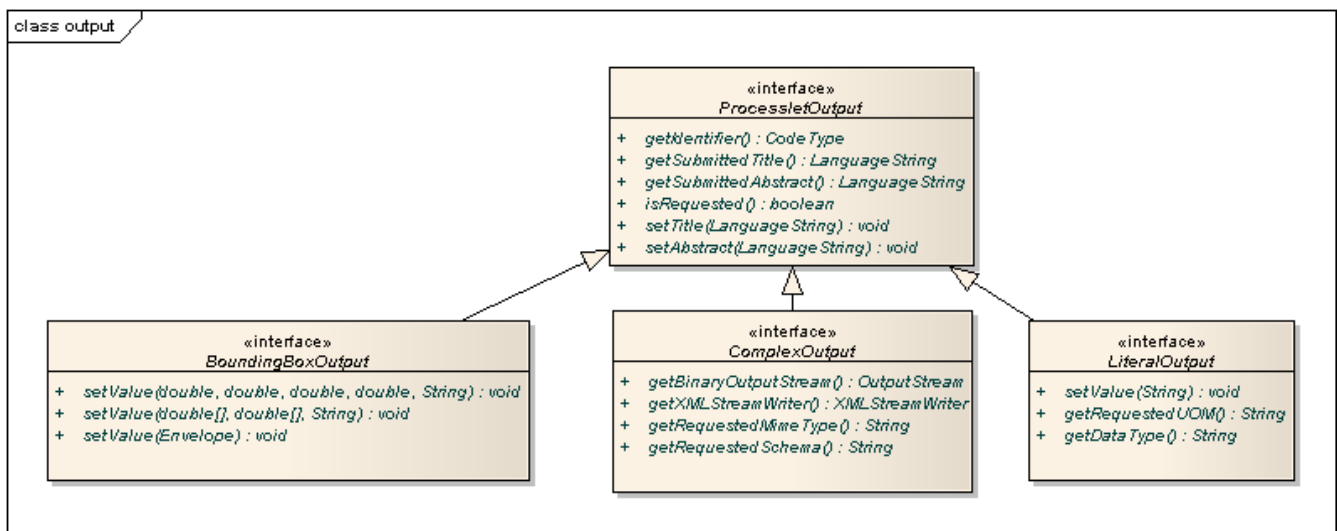 class output
«interface»
ProcessletOutput
+ getIdentifier() : CodeType
+ getSubmittedTitle() : LanguageString
+ getSubmittedAbstract() : LanguageString
+ isRequested() : boolean
+ setTitle(LanguageString) : void
+ setAbstract(LanguageString) : void
«interface»
BoundingBoxOutput
+ setValue(double, double, double, double, String) : void
+ setValue(double[], double[], String) : void
+ setValue(Envelope) : void
«interface»
ComplexOutput
+ getBinaryOutputStream() : OutputStream
+ getXMLStreamWriter() : XMLStreamWriter
+ getRequestedMimeType() : String
+ getRequestedSchema() : String
«interface»
LiteralOutput
+ setValue(String) : void
+ getRequestedUOM() : String
+ getDataType() : String